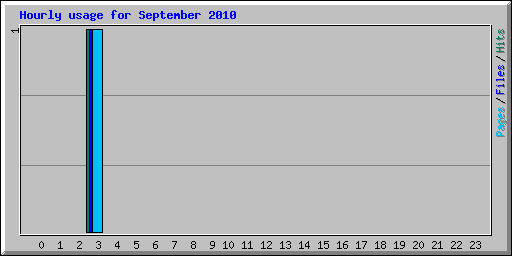 Hourly usage for September 2010
1
Pages/Files/Hits
0 1 2 3 4 5 6 7 8 9 10 11 12 13 14 15 16 17 18 19 20 21 22 23